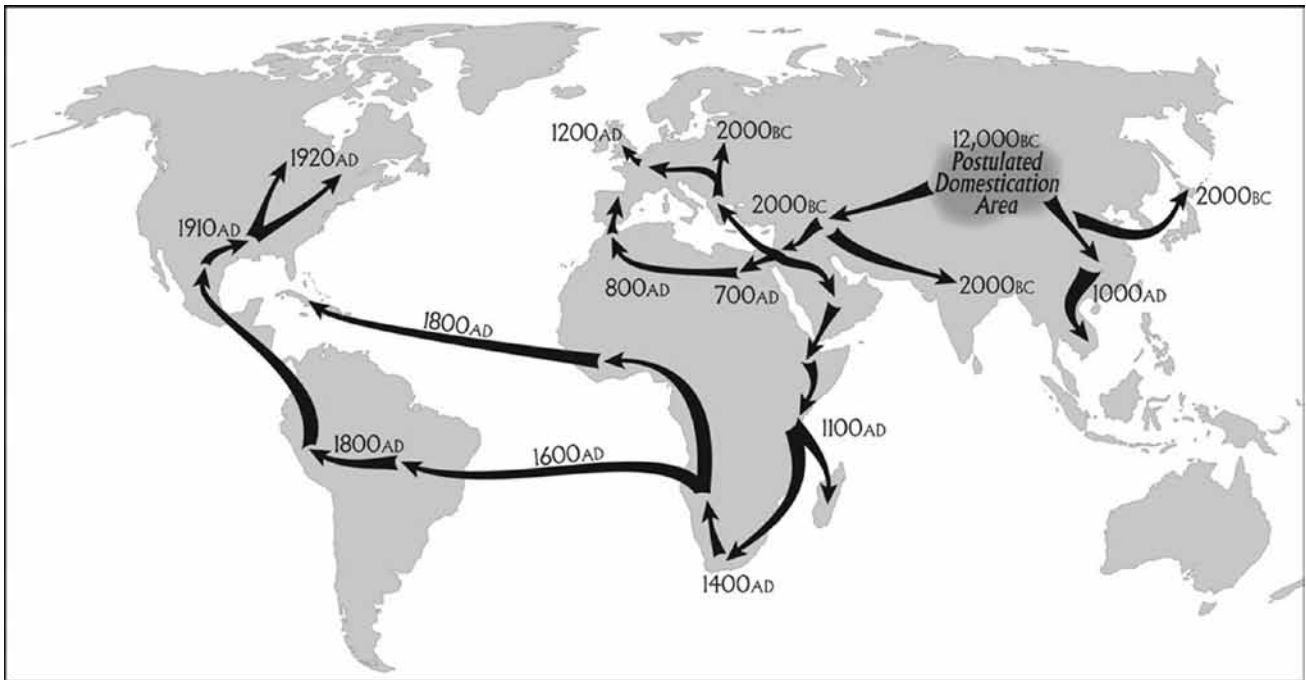 1200AD
2000BC
12,000BC
Postulated
Domestication
Area
1920AD
2000BC
1910AD
2000BC
800AD
700AD
2000BC
1000AD
1800AD
1800AD
1600AD
1100AD
1400AD